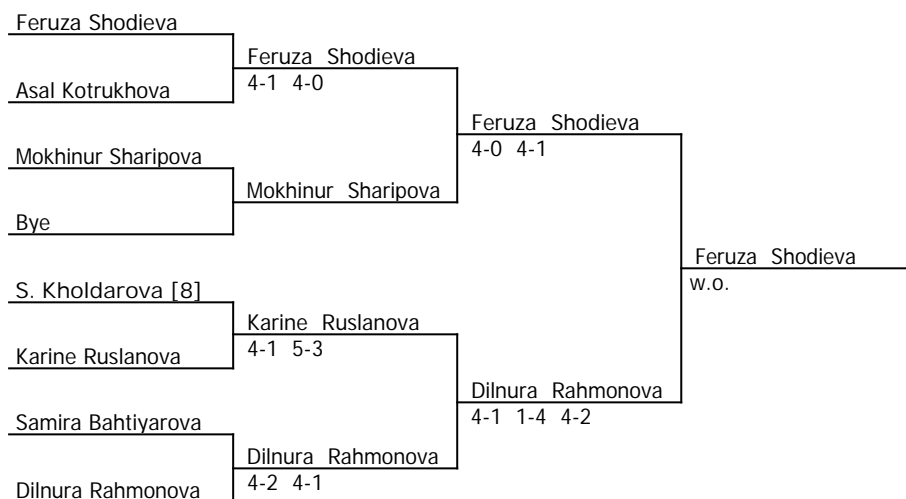 Feruza Shodieva
Feruza Shodieva
4-1 4-0
Asal Kotrukhova
Feruza Shodieva
4-0 4-1
Mokhinur Sharipova
Mokhinur Sharipova
Bye
Feruza Shodieva
w.o.
S. Kholdarova [8]
Karine Ruslanova
4-1 5-3
Karine Ruslanova
Dilnura Rahmonova
4-1 1-4 4-2
Samira Bahtiyarova
Dilnura Rahmonova
4-2 4-1
Dilnura Rahmonova